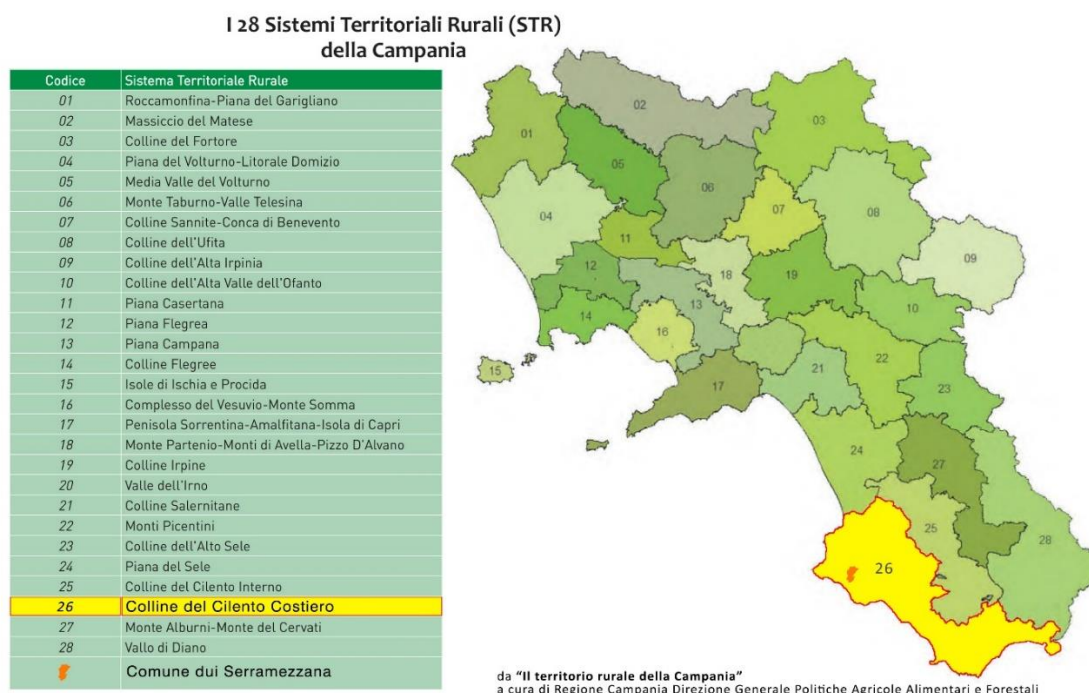 I 28 Sistemi Territoriali Rurali (STR)
della Campania
Codice Sistema Territoriale Rurale
01 Roccamonfina-Piana del Garigliano
02 Massiccio del Matese
03 Colline del Fortore
04 Piana del Volturno-Litorale Domizio
05 Media Valle del Volturno
06 Monte Taburno-Valle Telesina
07 Colline Sannite-Conca di Benevento
08 Colline dell'Ufita
09 Colline dell'Alta Irpinia
10 Colline dell'Alta Valle dell'Ofanto
11 Piana Casertana
12 Piana Flegrea
13 Piana Campana
14 Colline Flegree
15 Isole di Ischia e Procida
16 Complesso del Vesuvio-Monte Somma
17 Penisola Sorrentina-Amalfitana-Isola di Capri
18 Monte Partenio-Monti di Avella-Pizzo D'Alvano
19 Colline Irpine
20 Valle dell'Irno
21 Colline Salernitane
22 Monti Picentini
23 Colline dell'Alto Sele
24 Piana del Sele
25 Colline del Cilento Interno
26 Colline del Cilento Costiero
27 Monte Alburni-Monte del Cervati
28 Vallo di Diano
Comune dui Serramezzana
02
03
01
05
06
07
08
04
11
09
18
19
12
13
10
14
16
22
15
21
17
23
24
27
25
28
26
da "Il territorio rurale della Campania"
a cura di Regione Campania Direzione Generale Politiche Agricole Alimentari e Forestali